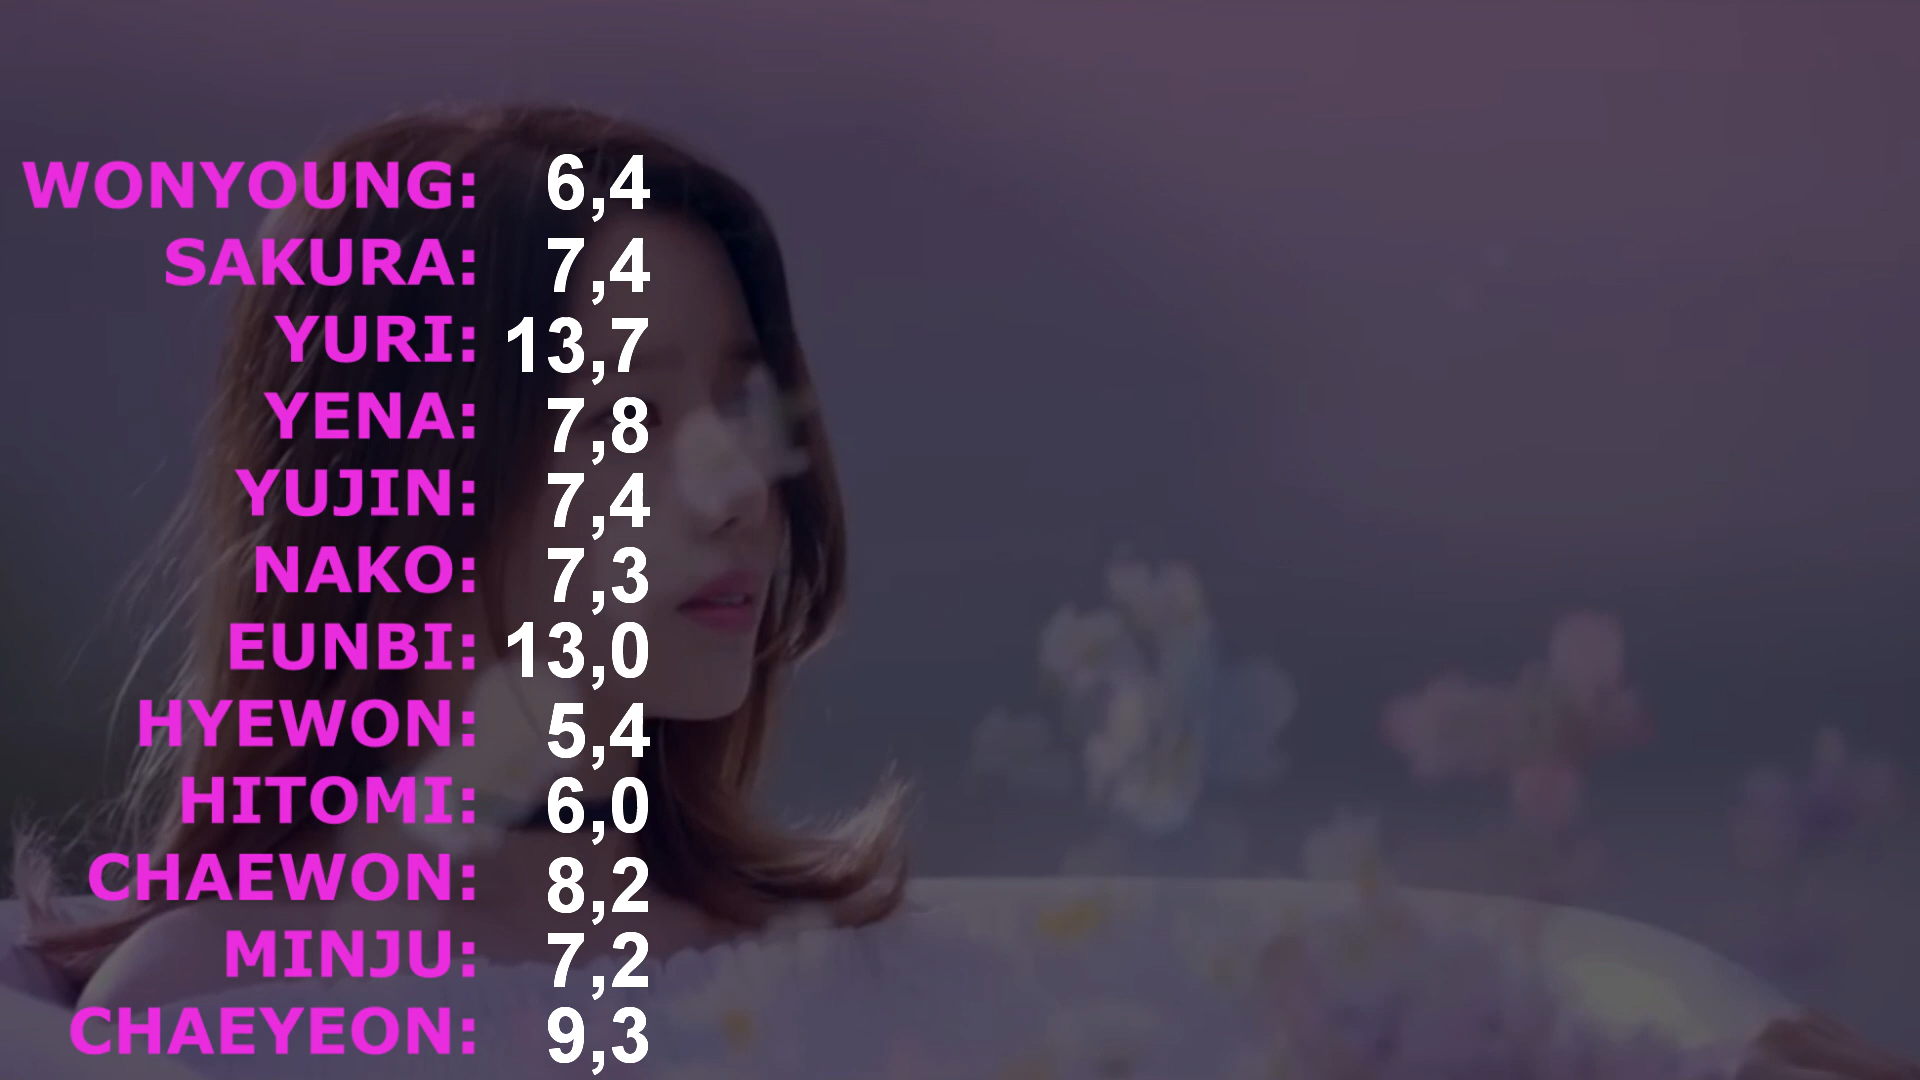 WONYOUNG: 6,4
SAKURA: 7,4
YURI: 13,7
YENA: 7,8
YUJIN: 7,4
NAKO: 7,3
EUNBI: 13,0
HYEWON: 5,4
HITOMI: 6,0
CHAEWON: 8,2
MINJU: 7,2
CHAEYEON: 9,3